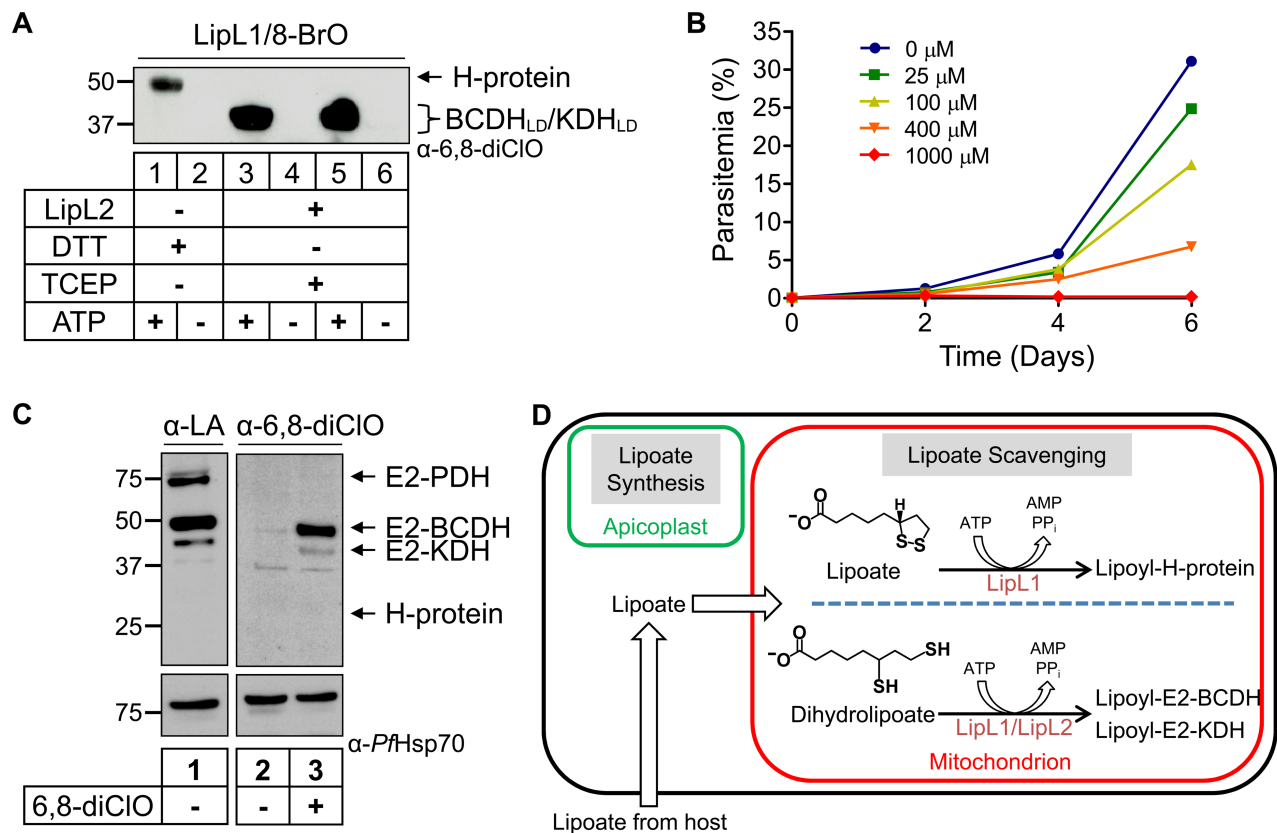 A
LipL1/8-BrO
50
37
H-protein
BCDHLD/KDHLD
α-6,8-diClO
1 2 3 4 5 6
LipL2 - +
DTT + -
TCEP - +
ATP + - + - + -
B
Parasitemia (%)
35
30
25
20
15
10
5
0
0 μM
25 μM
100 μM
400 μM
1000 μM
0 2 4 6
Time (Days)
C
α-LA α-6,8-diClO
75
50
37
25
75
E2-PDH
E2-BCDH
E2-KDH
H-protein
α-PfHsp70
1 2 3
6,8-diClO - - +
D
Lipoate
Synthesis
Apicoplast
Lipoate Scavenging
-O
O
H
S-S
Lipoate
ATP
AMP
PPi
LipL1
Lipoyl-H-protein
Lipoate
-O
O
SH
SH
Dihydrolipoate
ATP
AMP
PPi
LipL1/LipL2
Lipoyl-E2-BCDH
Lipoyl-E2-KDH
Mitochondrion
Lipoate from host